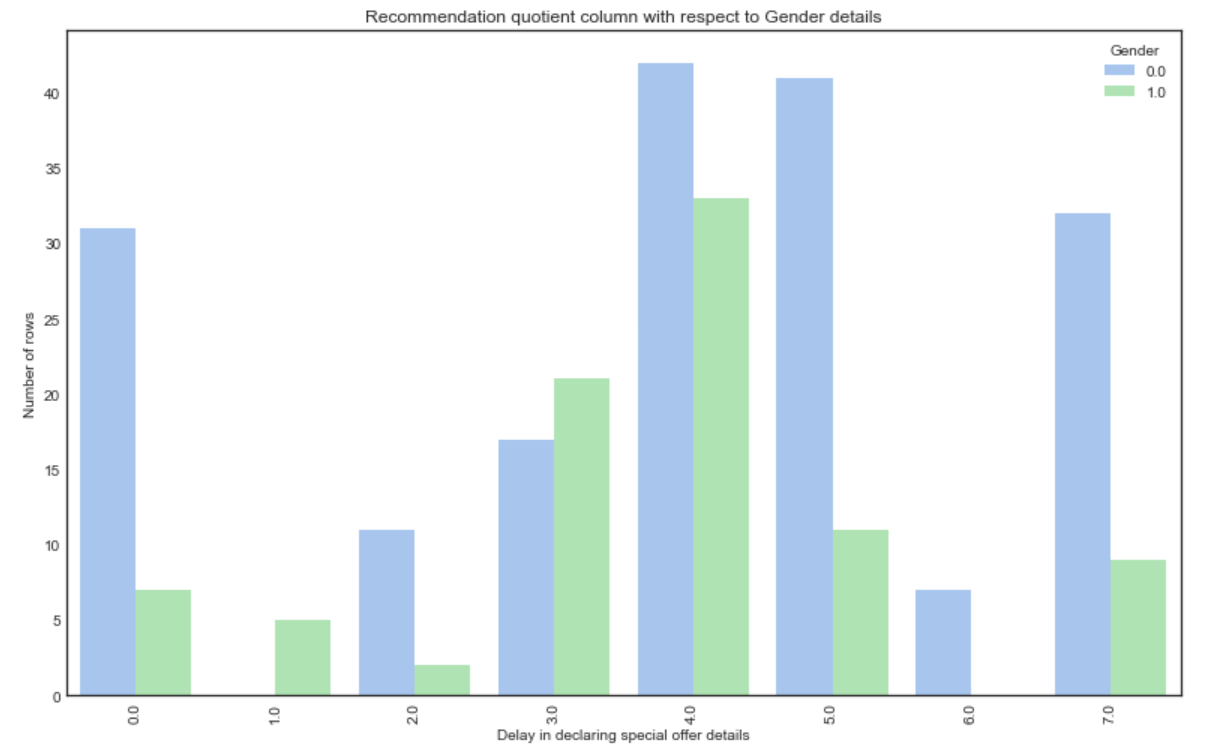 Recommendation quotient column with respect to Gender details
Gender
0.0
1.0
Number of rows
40
35
30
25
20
15
10
5
0
0.0 1.0 2.0 3.0 4.0 5.0 6.0 7.0
Delay in declaring special offer details